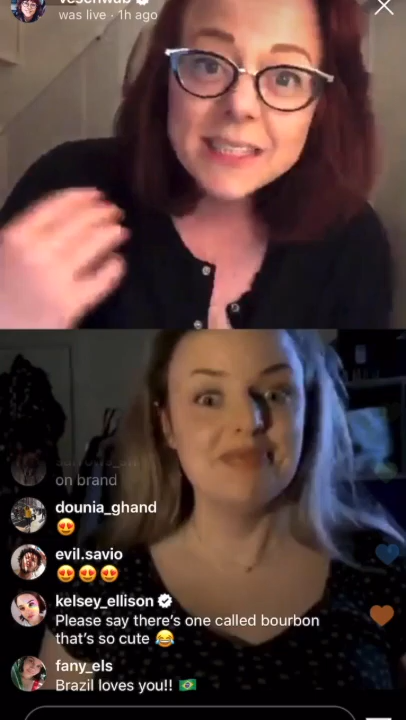 was live · 1h ago
on brand
dounia_ghand
😍
evil.savio
😍😍😍
kelsey_ellison
Please say there's one called bourbon
that's so cute 😂
fany_els
Brazil loves you!! 🇧🇷